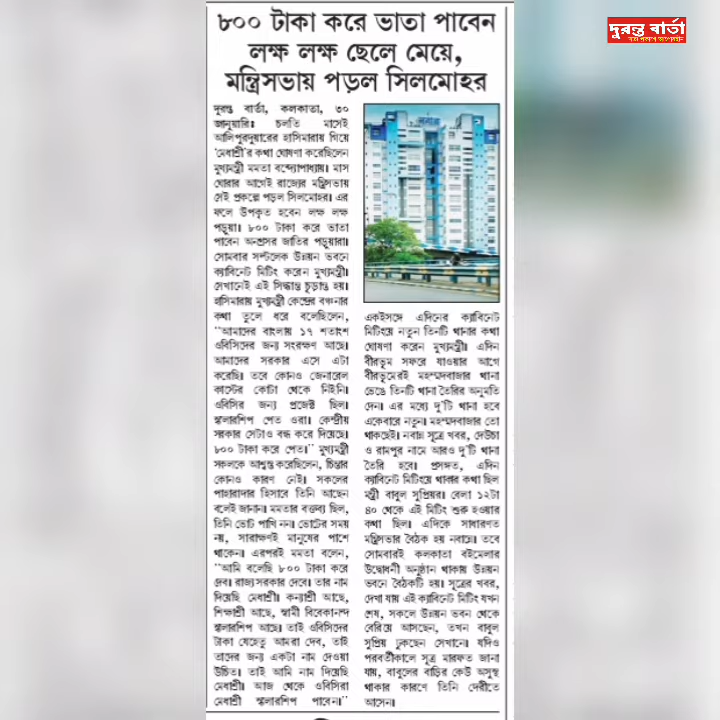 ৮০০ টাকা করে ভাতা পাবেন
লক্ষ লক্ষ ছেলে মেয়ে,
মন্ত্রিসভায় পড়ল সিলমোহর
দুরন্ত বার্তা
দুরন্ত বার্তা, কলকাতা, ৩০
জানুয়ারি॥ চলতি মাসেই
আলিপুরদুয়ারের হাসিমারায় গিয়ে
'মেধাশ্রী'র কথা ঘোষণা করেছিলেন
মুখ্যমন্ত্রী মমতা বন্দ্যোপাধ্যায়। মাস
ঘোরার আগেই রাজ্যের মন্ত্রিসভায়
সেই প্রকল্পে পড়ল সিলমোহর। এর
ফলে উপকৃত হবেন লক্ষ লক্ষ
পড়ুয়া। ৮০০ টাকা করে ভাতা
পাবেন অনগ্রসর জাতির পড়ুয়ারা।
সোমবার সল্টলেক উন্নয়ন ভবনে
ক্যাবিনেট মিটিং করেন মুখ্যমন্ত্রী।
সেখানেই এই সিদ্ধান্ত চূড়ান্ত হয়।
হাসিমারায় মুখ্যমন্ত্রী কেন্দ্রের বঞ্চনার
কথা তুলে ধরে বলেছিলেন,
"আমাদের বাংলায় ১৭ শতাংশ
ওবিসিদের জন্য সংরক্ষণ আছে।
আমাদের সরকার এসে এটা
করেছি। তবে কোনও জেনারেল
কাস্টের কোটা থেকে নিইনি।
ওবিসির জন্য প্রজেক্ট ছিল।
স্কলারশিপ পেত ওরা। কেন্দ্রীয়
সরকার সেটাও বন্ধ করে দিয়েছে।
৮০০ টাকা করে পেত।" মুখ্যমন্ত্রী
সকলকে আশ্বস্ত করেছিলেন, চিন্তার
কোনও কারণ নেই। সকলের
পাহারাদার হিসাবে তিনি আছেন
বলেই জানান। মমতার বক্তব্য ছিল,
তিনি ভোট পাখি নন। ভোটের সময়
নয়, সারাক্ষণই মানুষের পাশে
থাকেন। এরপরই মমতা বলেন,
"আমি বলেছি ৮০০ টাকা করে
দেব। রাজ্য সরকার দেবে। তার নাম
দিয়েছি মেধাশ্রী। কন্যাশ্রী আছে,
শিক্ষাশ্রী আছে, স্বামী বিবেকানন্দ
স্কলারশিপ আছে। তাই ওবিসিদের
টাকা যেহেতু আমরা দেব, তাই
তাদের জন্য একটা নাম দেওয়া
উচিত। তাই আমি নাম দিয়েছি
মেধাশ্রী। আজ থেকে ওবিসিরা
মেধাশ্রী স্কলারশিপ পাবেন।"
একইসঙ্গে এদিনের ক্যাবিনেট
মিটিংয়ে নতুন তিনটি থানার কথা
ঘোষণা করেন মুখ্যমন্ত্রী। এদিন
বীরভূম সফরে যাওয়ার আগে
বীরভূমেরই মহম্মদবাজার থানা
ভেঙে তিনটি থানা তৈরির অনুমতি
দেন। এর মধ্যে দু'টি থানা হবে
একেবারে নতুন। মহম্মদবাজার তো
থাকছেই। নবান্ন সূত্রে খবর, দেউচা
ও রামপুর নামে আরও দু'টি থানা
তৈরি হবে। প্রসঙ্গত, এদিন
ক্যাবিনেট মিটিংয়ে থাকার কথা ছিল
মন্ত্রী বাবুল সুপ্রিয়র। বেলা ১২টা
৪০ থেকে এই মিটিং শুরু হওয়ার
কথা ছিল। এদিকে সাধারণত
মন্ত্রিসভার বৈঠক হয় নবান্নে। তবে
সোমবারই কলকাতা বইমেলার
উদ্বোধনী অনুষ্ঠান থাকায় উন্নয়ন
ভবনে বৈঠকটি হয়। সূত্রের খবর,
দেখা যায় এই ক্যাবিনেট মিটিং যখন
শেষ, সকলে উন্নয়ন ভবন থেকে
বেরিয়ে আসছেন, তখন বাবুল
সুপ্রিয় ঢুকছেন সেখানে। যদিও
পরবর্তীকালে সূত্র মারফত জানা
যায়, বাবুলের বাড়ির কেউ অসুস্থ
থাকার কারণে তিনি দেরীতে
আসেন।